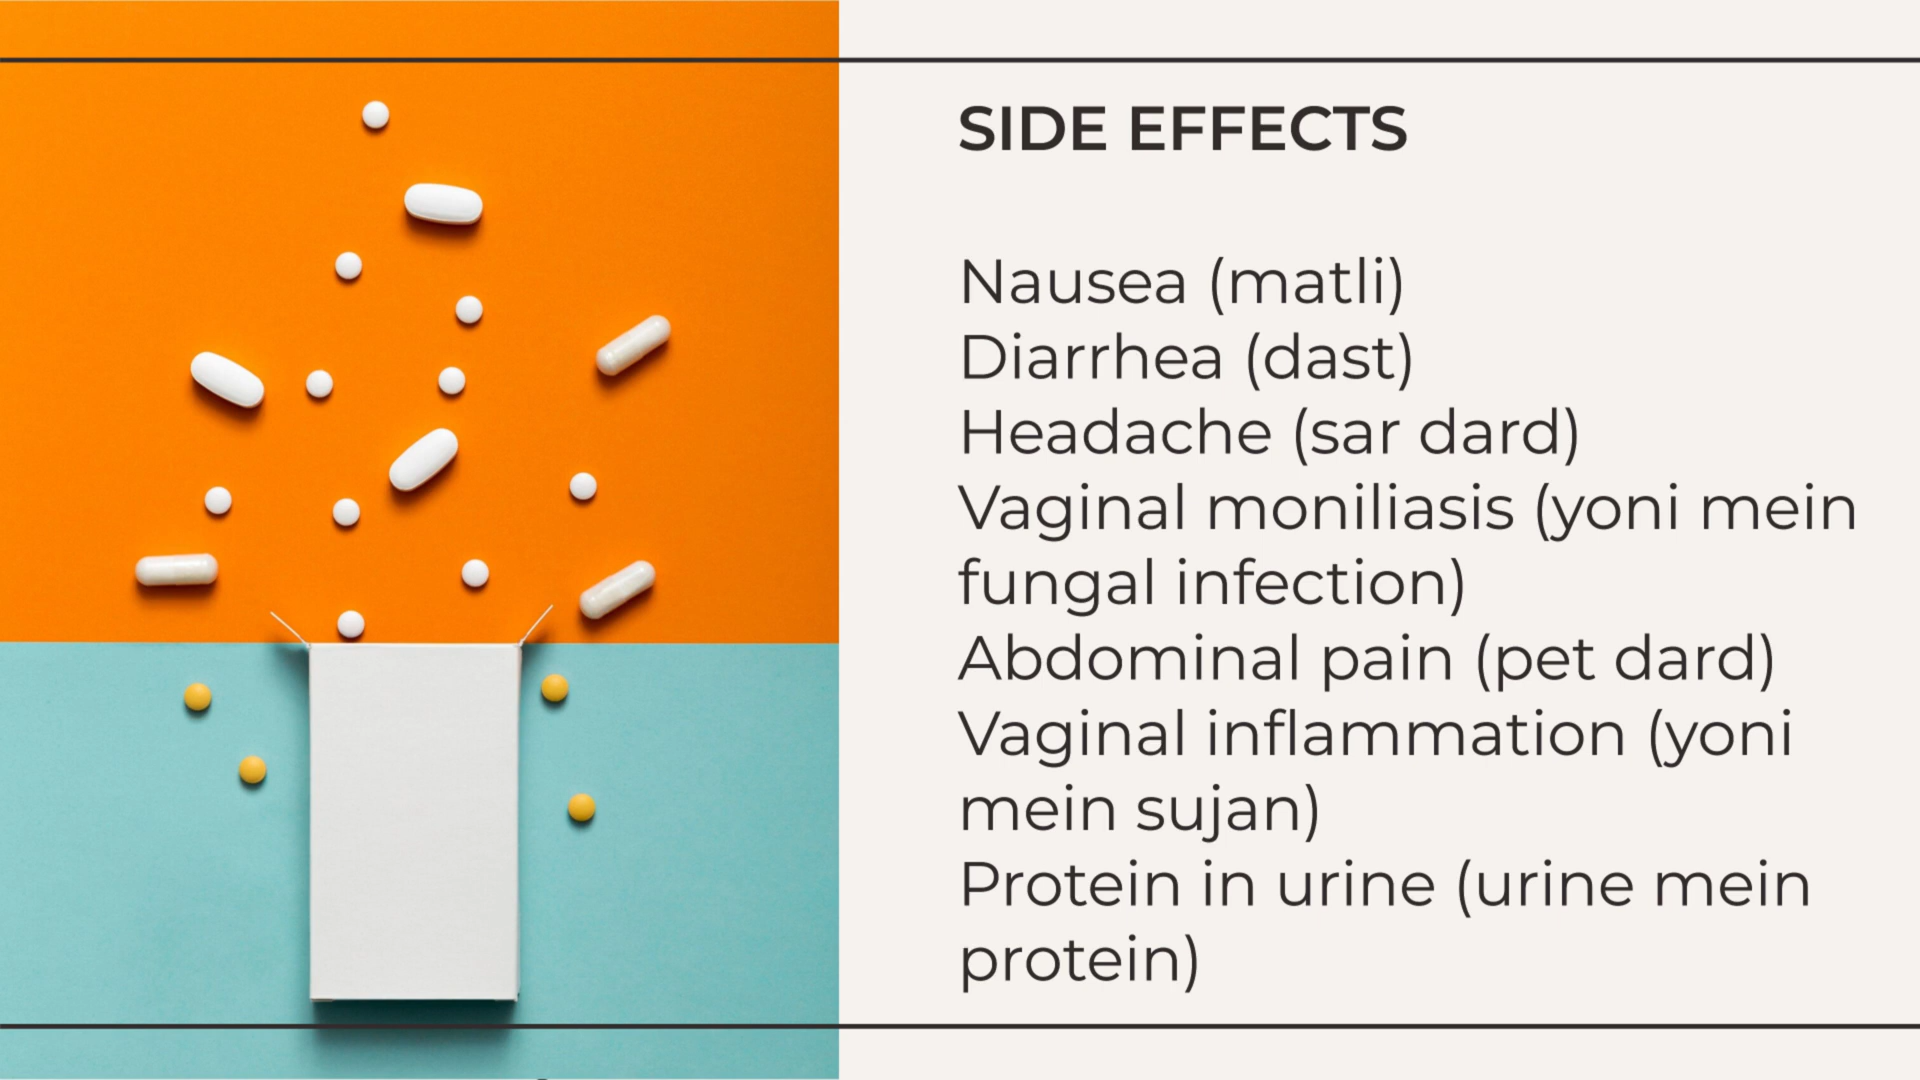 SIDE EFFECTS
Nausea (matli)
Diarrhea (dast)
Headache (sar dard)
Vaginal moniliasis (yoni mein
fungal infection)
Abdominal pain (pet dard)
Vaginal inflammation (yoni
mein sujan)
Protein in urine (urine mein
protein)